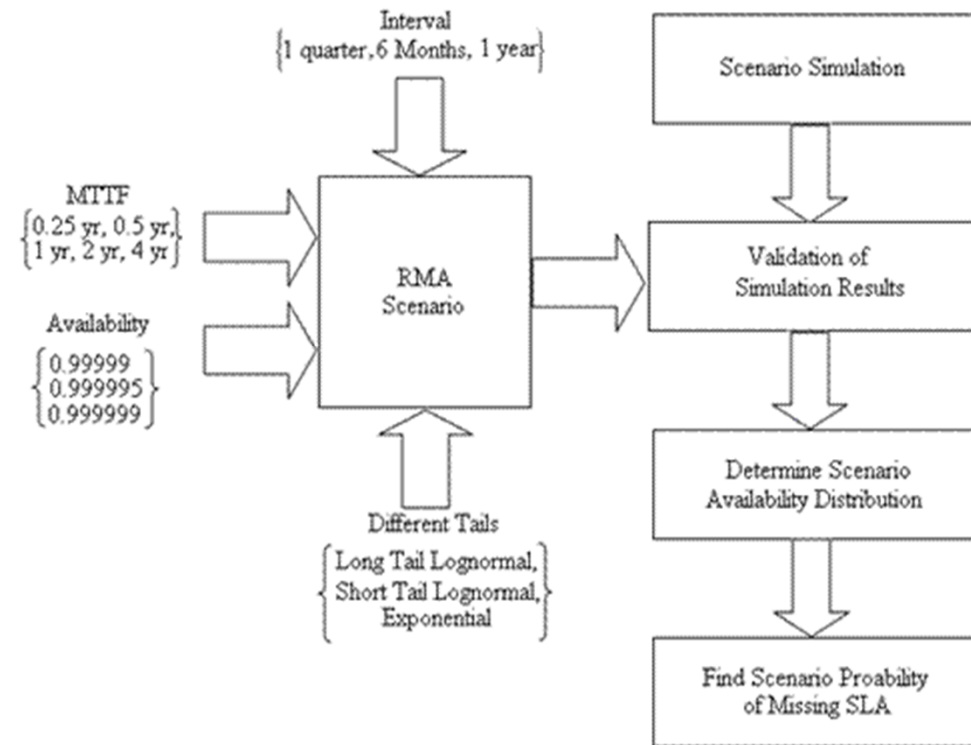 Interval
{1 quarter, 6 Months, 1 year}
MTTF
{0.25 yr, 0.5 yr,
1 yr, 2 yr, 4 yr}
Availability
{0.99999
0.999995
0.999999}
RMA
Scenario
Different Tails
{Long Tail Lognormal,
Short Tail Lognormal,
Exponential}
Scenario Simulation
Validation of
Simulation Results
Determine Scenario
Availability Distribution
Find Scenario Proability
of Missing SLA